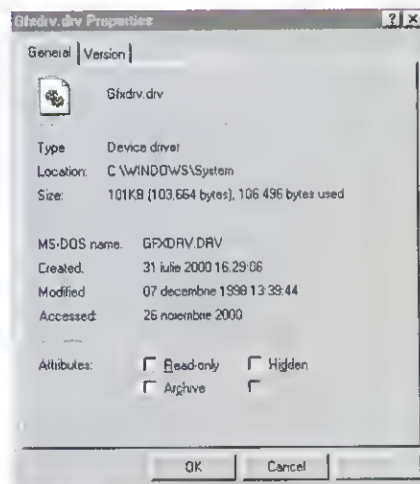 Gfxdrv.drv Properties
General Version
Gfxdrv.drv
Type Device driver
Location: C:\WINDOWS\System
Size: 101KB (103,664 bytes), 106,496 bytes used
MS-DOS name: GFXDRV.DRV
Created: 31 iulie 2000 16:29:06
Modified 07 decembrie 1998 13:39:44
Accessed: 26 noiembrie 2000
Attributes: Read-only Hidden
Archive
OK Cancel